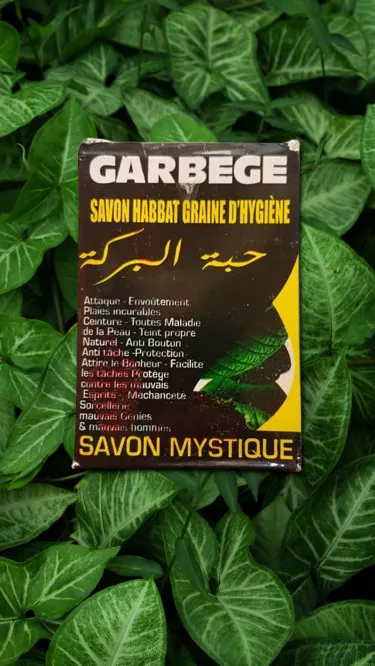 GARBEGE
SAVON HABBAT GRAINE D'HYGIÈNE
حبة البركة
Attaque - Envoûtement
Plaies incurables
Ceinture - Toutes Maladie
de la Peau - Teint propre
Naturel - Anti Bouton
Anti tâche -Protection-
Attire le Bonheur - Facilite
les tâches Protège
contre les mauvais
Esprits - Mechanceté
Sorcellerie
mauvais Génies
& mauvais hommes
SAVON MYSTIQUE